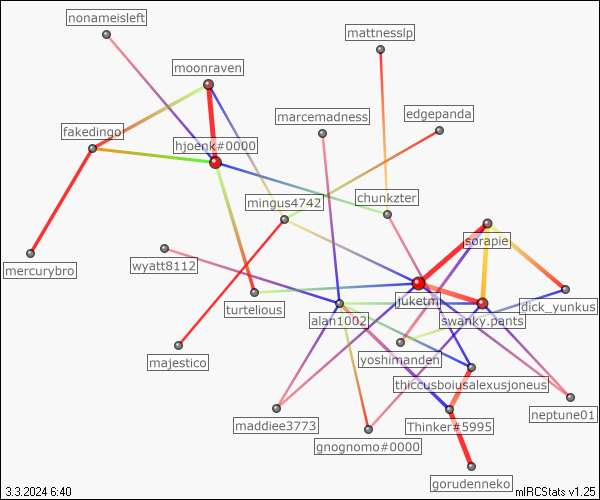 nonameisleft
mattnesslp
moonraven
marcemadness
edgepanda
fakedingo
hjoenk#0000
mingus4742
chunkzter
sorapie
mercurybro
wyatt8112
turtelious
juketm
swanky.pants
dick_yunkus
alan1002
majestico
yoshimanden
thiccusboiusalexusjoneus
maddiee3773
Thinker#5995
neptune01
gnognomo#0000
gorudenneko
3.3.2024 6:40
mIRCStats v1.25